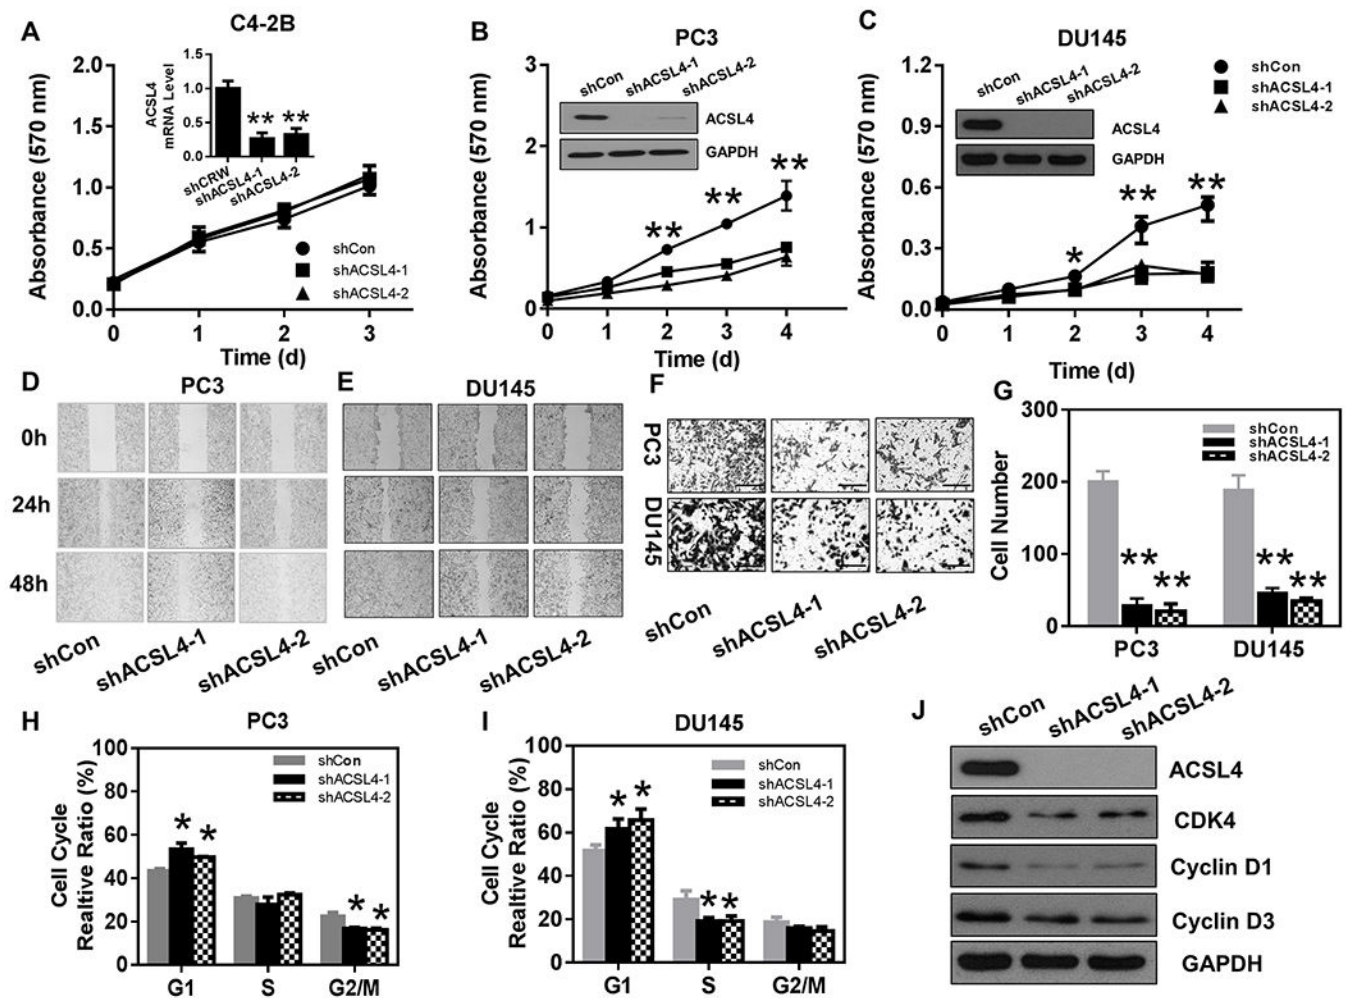 A
C4-2B
Absorbance (570 nm)
2.0
1.5
1.0
0.5
0.0
0
1
2
3
Time (d)
ACSL4
mRNA Level
1.5
1.0
0.5
0.0
**
**
shCRW
shACSL4-1
shACSL4-2
shCon
shACSL4-1
shACSL4-2
B
PC3
Absorbance (570 nm)
3
2
1
0
0
1
2
3
4
Time (d)
shCon
shACSL4-1
shACSL4-2
ACSL4
GAPDH
**
**
**
C
DU145
Absorbance (570 nm)
1.2
0.9
0.6
0.3
0.0
0
1
2
3
4
Time (d)
shCon
shACSL4-1
shACSL4-2
ACSL4
GAPDH
*
**
**
shCon
shACSL4-1
shACSL4-2
D
PC3
0h
24h
48h
shCon
shACSL4-1
shACSL4-2
E
DU145
shCon
shACSL4-1
shACSL4-2
F
PC3
DU145
shCon
shACSL4-1
shACSL4-2
G
Cell Number
300
200
100
0
shCon
shACSL4-1
shACSL4-2
**
**
**
**
PC3
DU145
H
PC3
Cell Cycle
Realtive Ratio (%)
100
80
60
40
20
0
shCon
shACSL4-1
shACSL4-2
*
*
*
*
G1
S
G2/M
I
DU145
Cell Cycle
Realtive Ratio (%)
100
80
60
40
20
0
shCon
shACSL4-1
shACSL4-2
*
*
*
*
G1
S
G2/M
J
shCon
shACSL4-1
shACSL4-2
ACSL4
CDK4
Cyclin D1
Cyclin D3
GAPDH